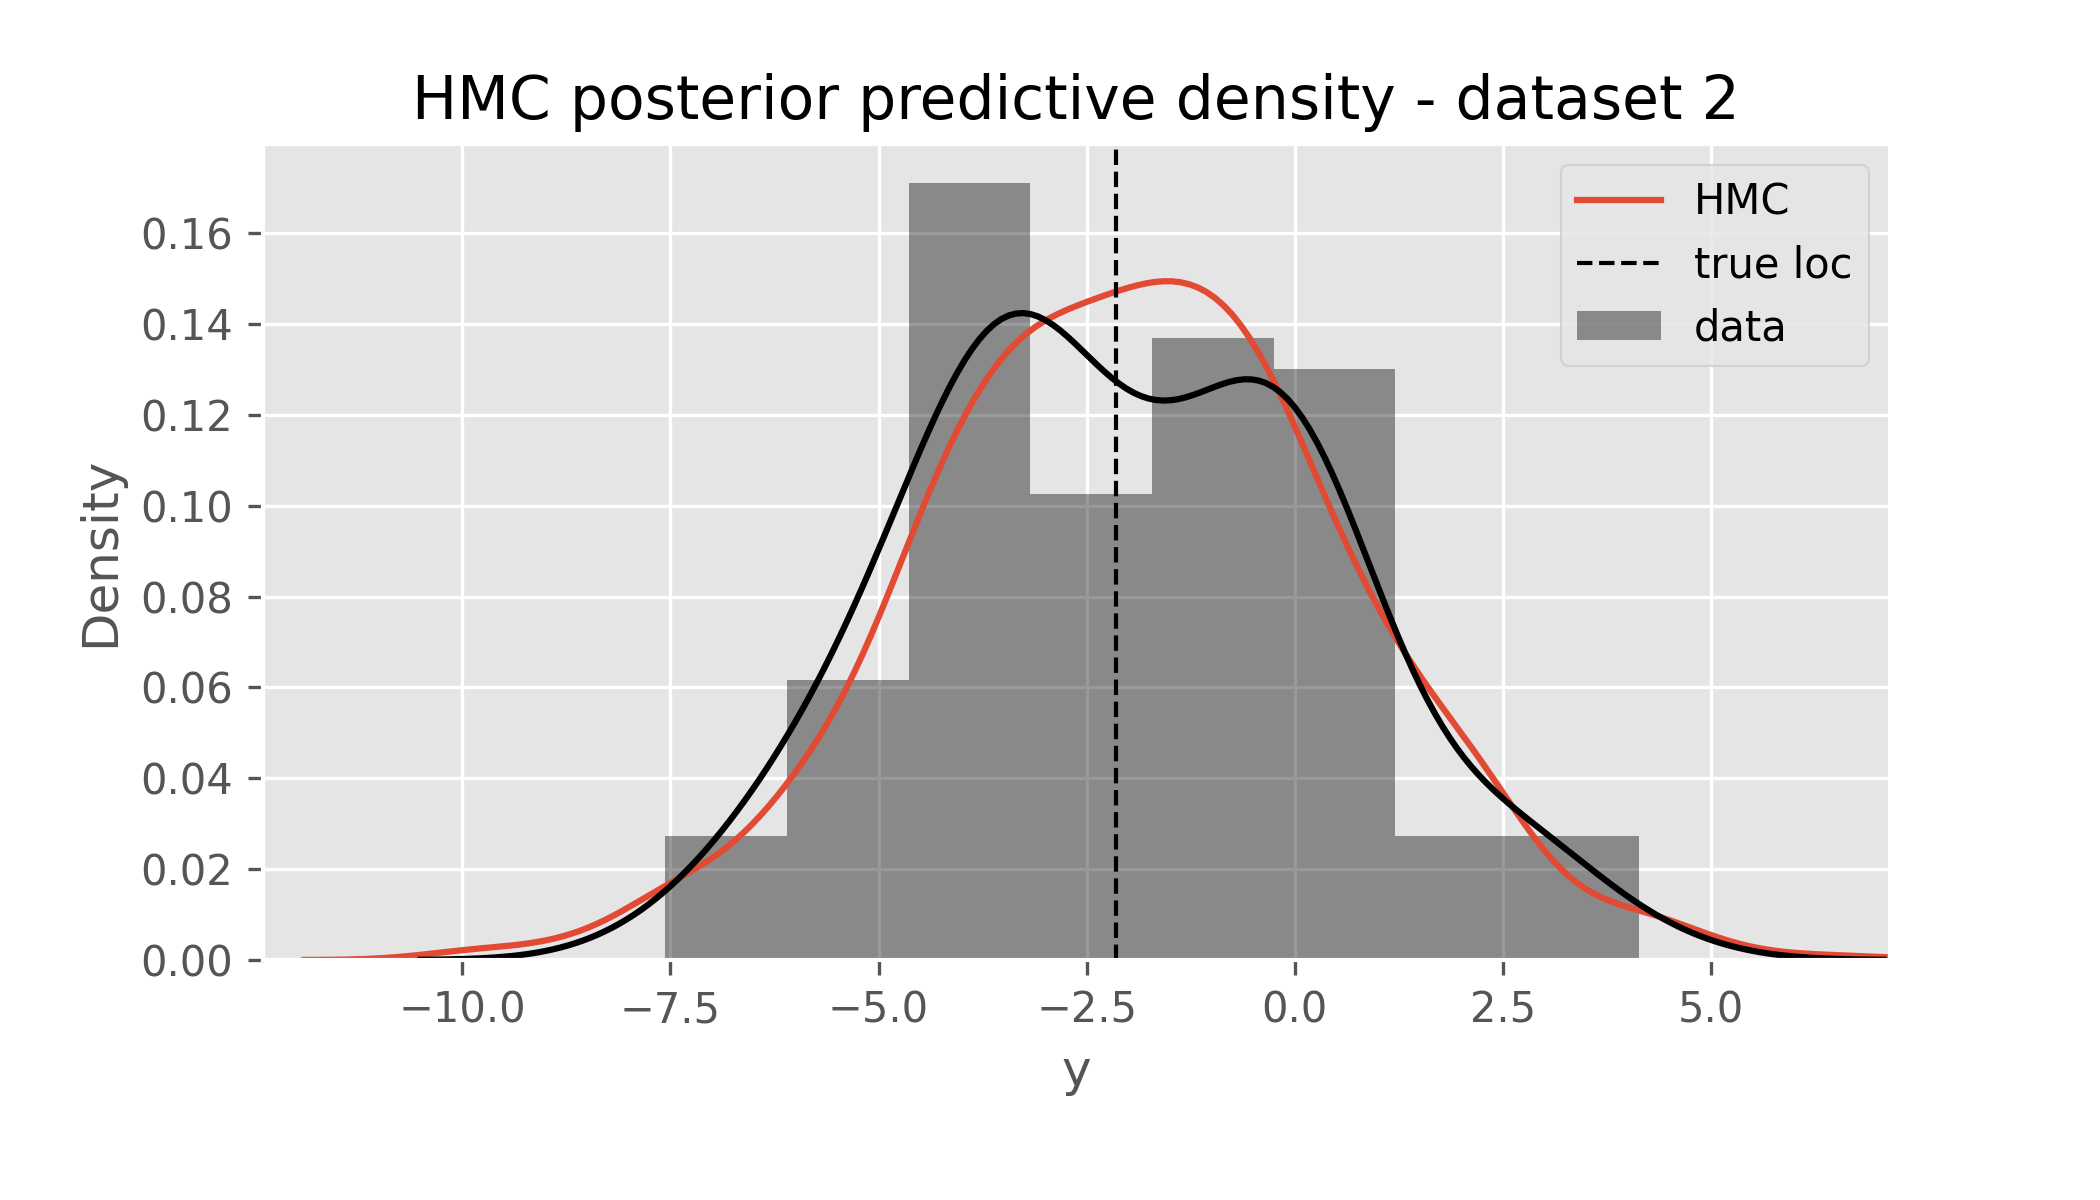 HMC posterior predictive density - dataset 2
HMC
true loc
data
0.16
0.14
0.12
0.10
0.08
0.06
0.04
0.02
0.00
Density
−10.0 −7.5 −5.0 −2.5 0.0 2.5 5.0
y